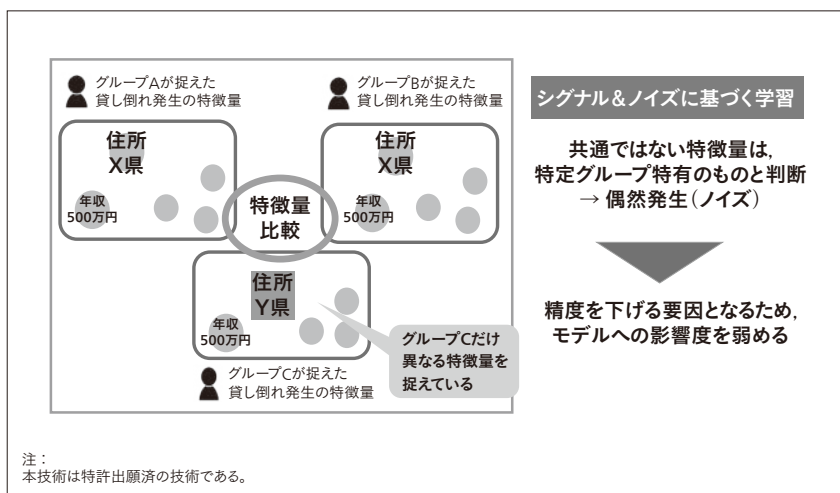 グループAが捉えた
貸し倒れ発生の特徴量
グループBが捉えた
貸し倒れ発生の特徴量
住所
X県
年収
500万円
住所
X県
年収
500万円
特徴量
比較
住所
Y県
年収
500万円
グループCだけ
異なる特徴量を
捉えている
グループCが捉えた
貸し倒れ発生の特徴量
シグナル&ノイズに基づく学習
共通ではない特徴量は,
特定グループ特有のものと判断
→ 偶然発生(ノイズ)
精度を下げる要因となるため,
モデルへの影響度を弱める
注:
本技術は特許出願済の技術である。